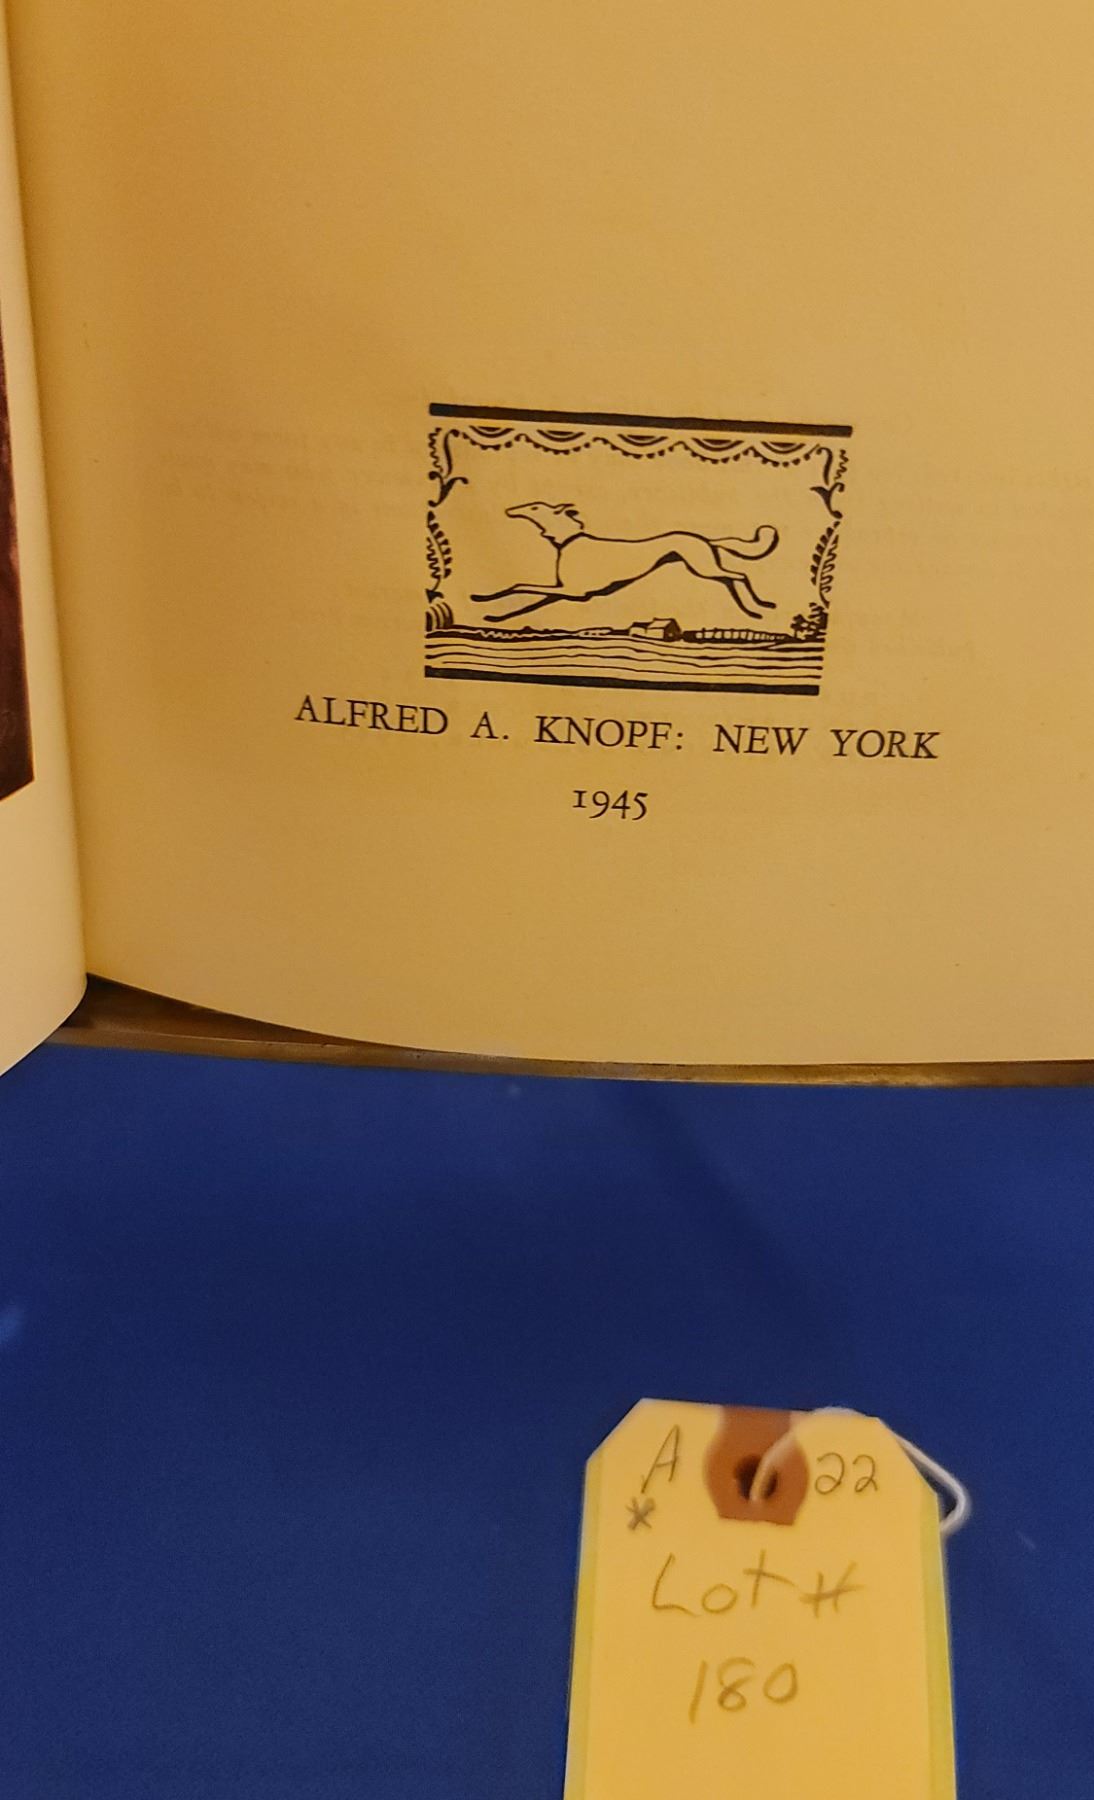 ALFRED A. KNOPF: NEW YORK
1945
A 22
*
Lot #
180